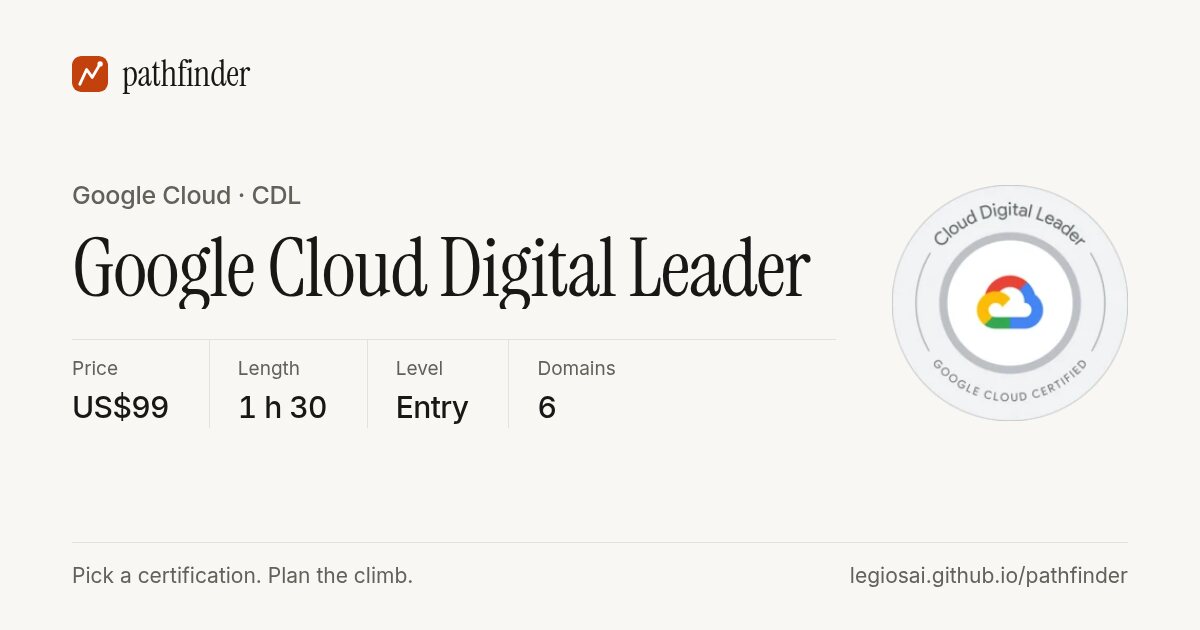 pathfinder
Google Cloud · CDL
Google Cloud Digital Leader
Price
US$99
Length
1 h 30
Level
Entry
Domains
6
Cloud Digital Leader
GOOGLE CLOUD CERTIFIED
Pick a certification. Plan the climb.
legiosai.github.io/pathfinder